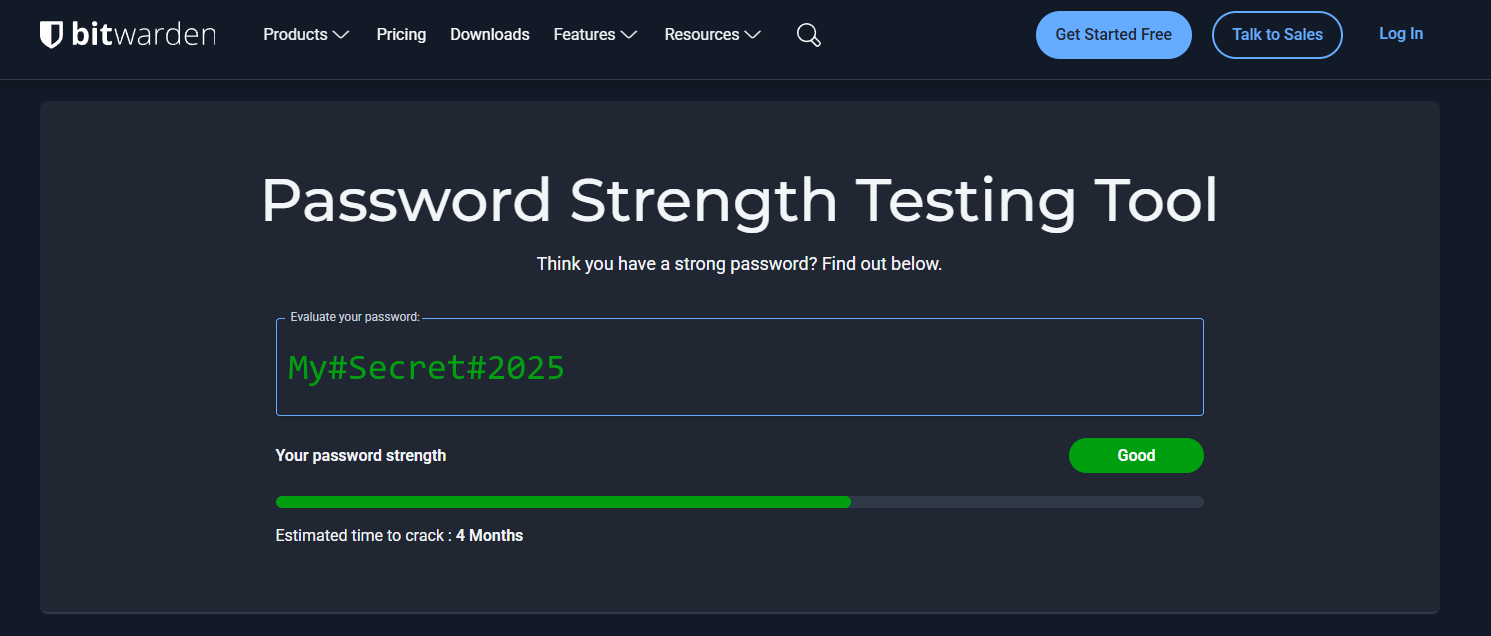 bitwarden Products Pricing Downloads Features Resources Get Started Free Talk to Sales Log In
Password Strength Testing Tool
Think you have a strong password? Find out below.
Evaluate your password:
My#Secret#2025
Your password strength Good
Estimated time to crack : 4 Months